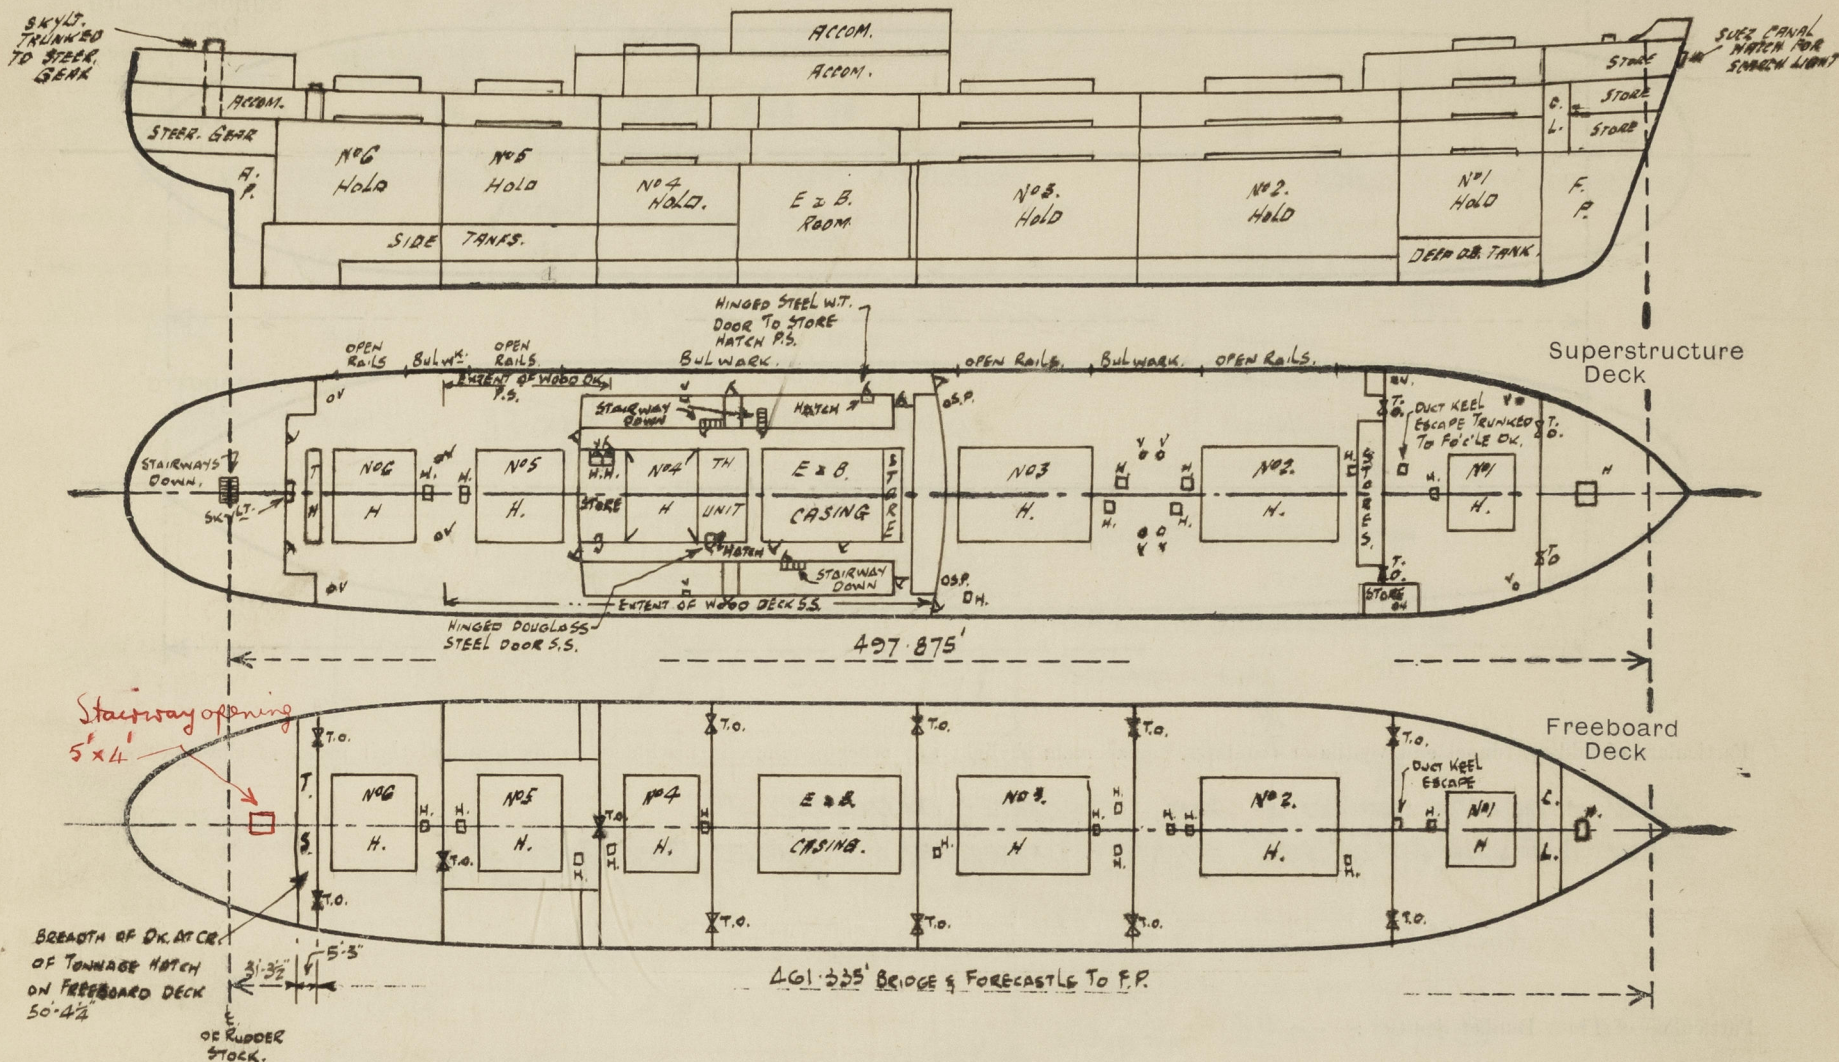 SKYLT.
TRUNKED
TO STEER.
GEAR
ACCOM.
ACCOM.
STORE
SUEZ CANAL
HATCH FOR
SEARCH LIGHT
ACCOM.
STORE
STEER. GEAR
C.
L.
STORE
A.
P.
No6
HOLD
No5
HOLD
No4
HOLD.
E & B.
ROOM.
No3.
HOLD
No2.
HOLD
No1
HOLD
F.
P.
SIDE TANKS.
DEEP D.B. TANK.
HINGED STEEL W.T.
DOOR TO STORE
HATCH P.S.
OPEN
RAILS
BULWK.
OPEN
RAILS.
BULWARK.
OPEN RAILS.
BULWARK.
OPEN RAILS.
Superstructure
Deck
EXTENT OF WOOD DK.
P.S.
STAIRWAY
DOWN
HATCH
O S.P.
DUCT KEEL
ESCAPE TRUNKED
TO FO'C'LE DK.
T.
O.
T.
O.
STAIRWAYS
DOWN.
SKYLT.
T
H
No6
H
H.
H.
No5
H.
H.H.
STORE
No4
H
TH
UNIT
E & B.
CASING
STORE
No3
H.
H.
H.
H.
H.
No2.
H.
H.
STORES.
H.
No1
H.
H
HATCH
STAIRWAY
DOWN
O S.P.
H.
T.
O.
T.
O.
STORE
EXTENT OF WOOD DECK S.S.
HINGED DOUGLASS
STEEL DOOR S.S.
497·875'
Stairway opening
5' x 4'
Freeboard
Deck
T.O.
T.O.
T.O.
T.O.
T.O.
DUCT KEEL
ESCAPE
T.
S.
No6
H.
H.
H.
No5
H.
T.O.
T.O.
H.
H.
No4
H.
H.
E & B.
CASING.
H.
No3.
H
H.
H.
H.
H.
H.
No2.
H.
H.
H.
No1
H
C.
L.
H.
T.O.
T.O.
T.O.
T.O.
T.O.
BREADTH OF DK. AT CR.
OF TONNAGE HATCH
ON FREEBOARD DECK
50'-4¼"
3'-3½"
5'-3"
461·335' BRIDGE & FORECASTLE TO F.P.
℄
OF RUDDER
STOCK.